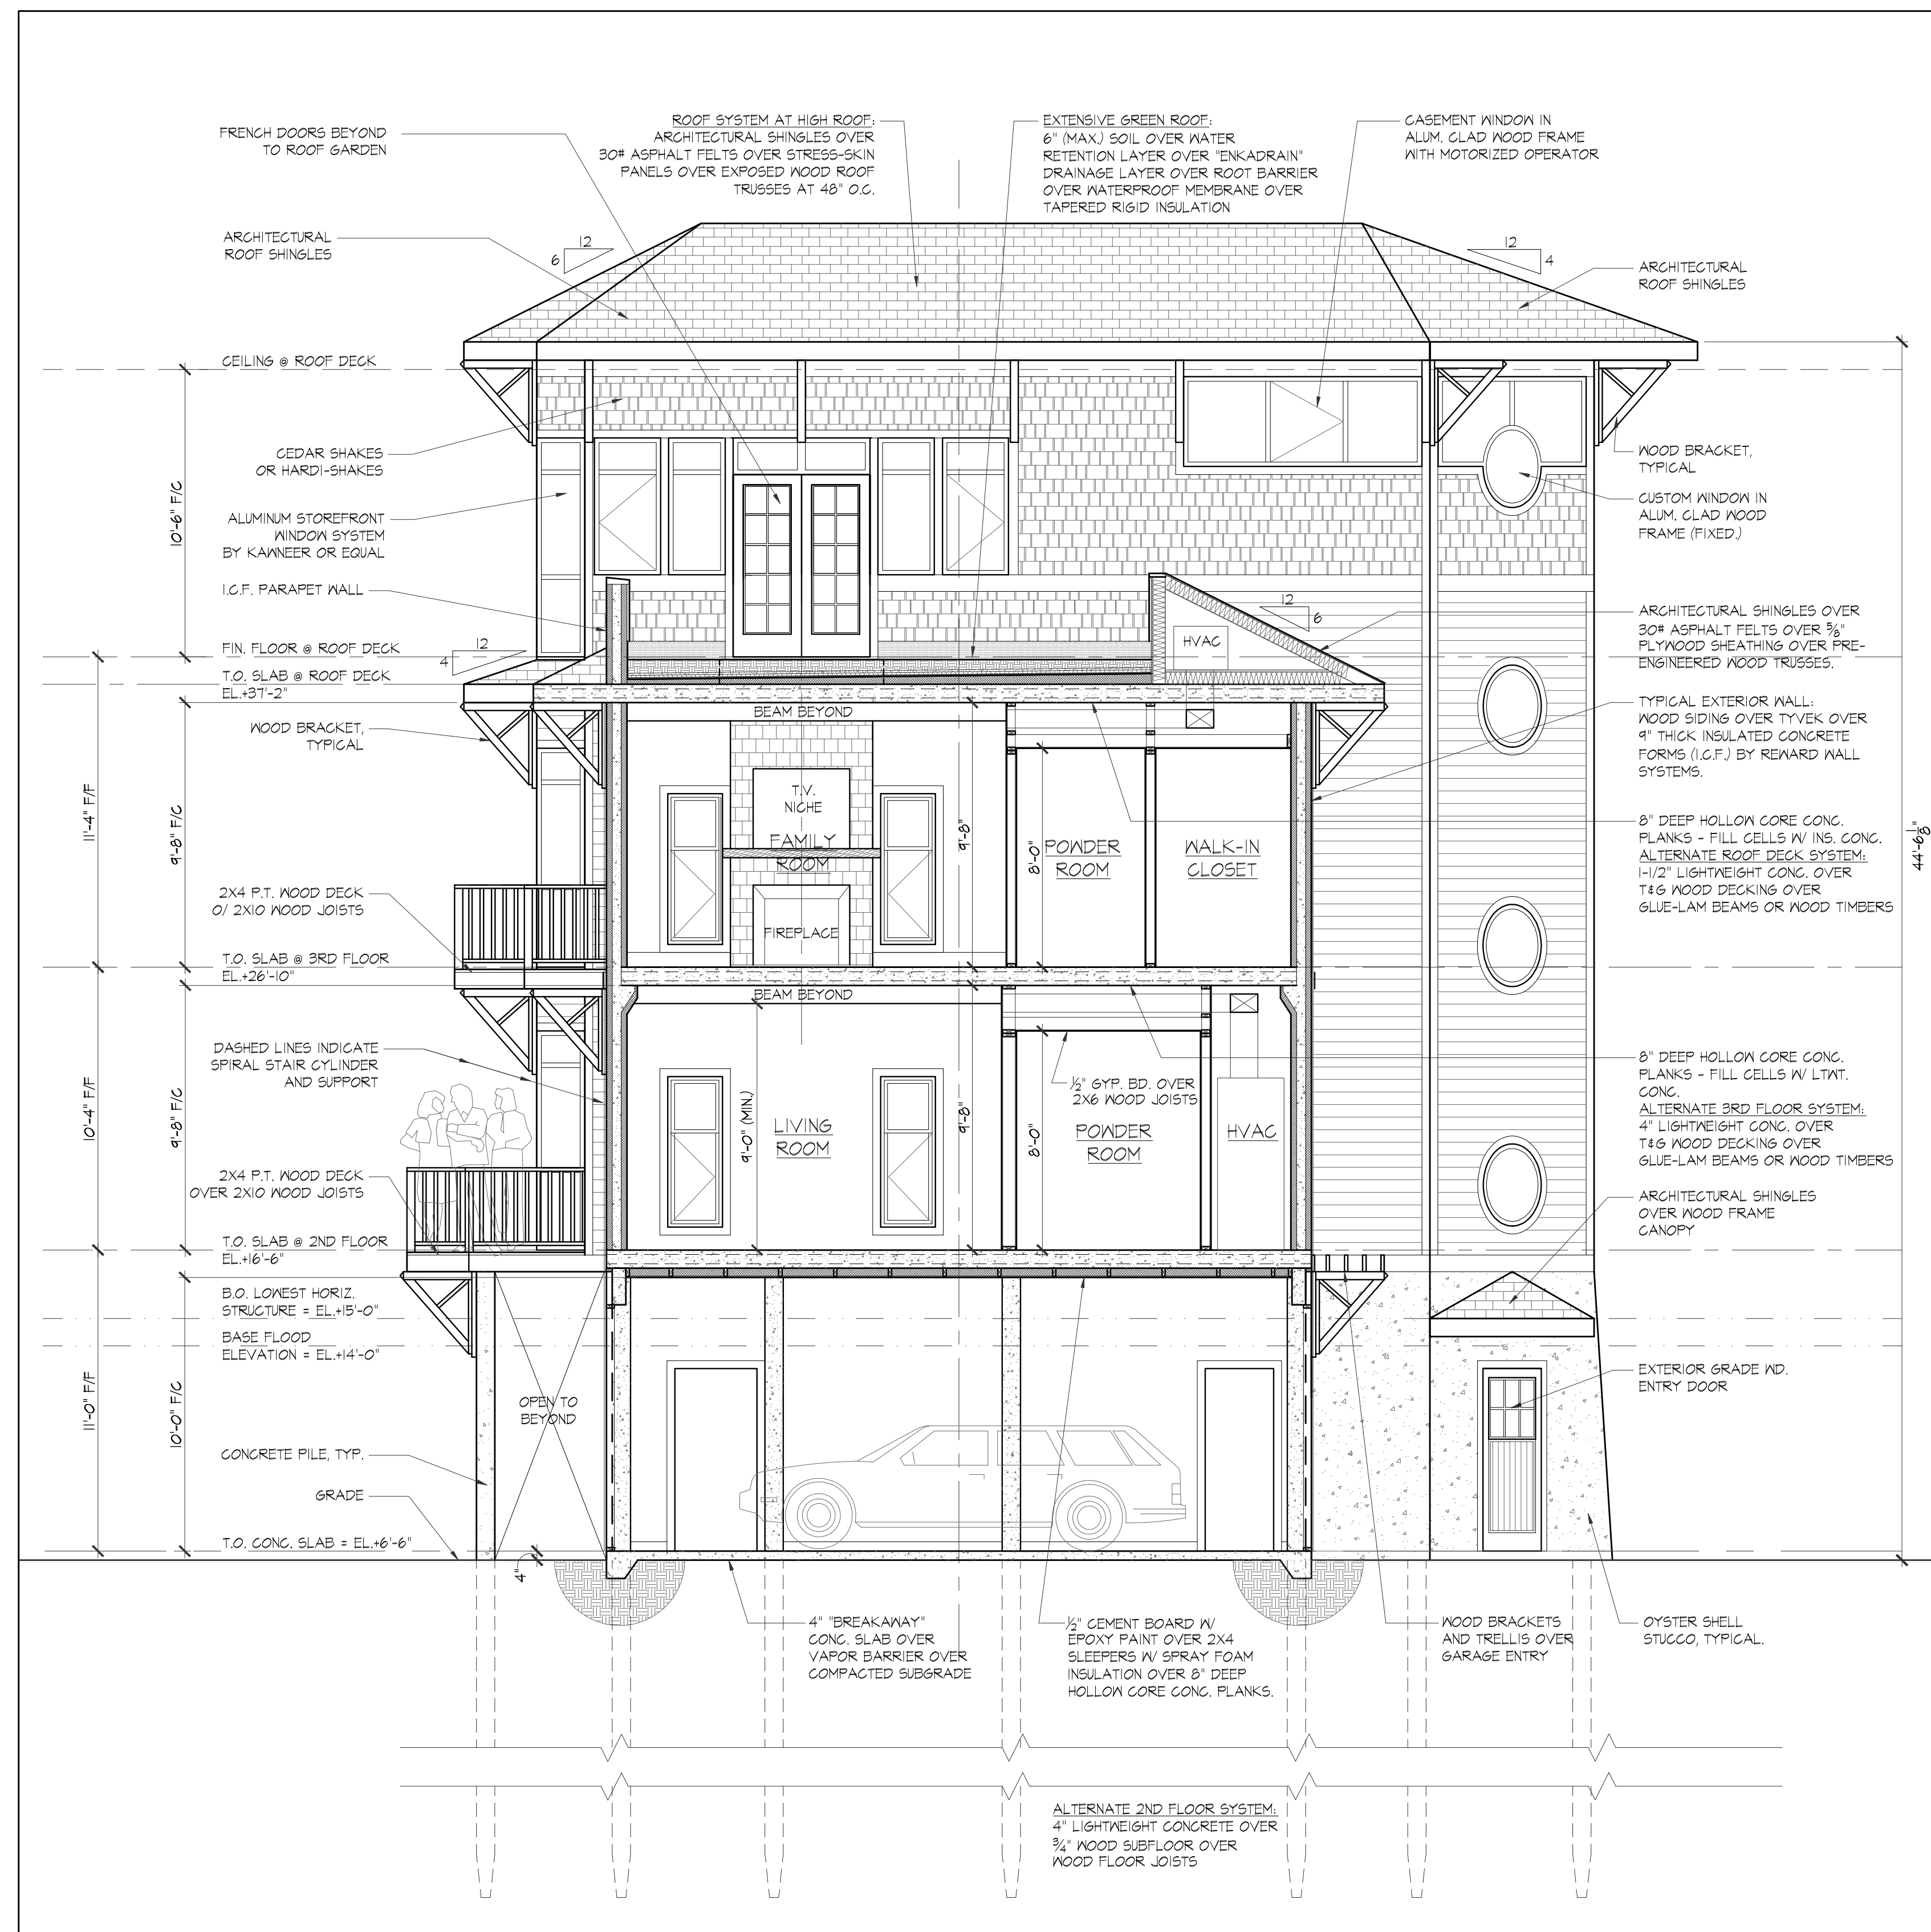 FRENCH DOORS BEYOND
TO ROOF GARDEN
ROOF SYSTEM AT HIGH ROOF:
ARCHITECTURAL SHINGLES OVER
30# ASPHALT FELTS OVER STRESS-SKIN
PANELS OVER EXPOSED WOOD ROOF
TRUSSES AT 48" O.C.
EXTENSIVE GREEN ROOF:
6" (MAX.) SOIL OVER WATER
RETENTION LAYER OVER "ENKADRAIN"
DRAINAGE LAYER OVER ROOT BARRIER
OVER WATERPROOF MEMBRANE OVER
TAPERED RIGID INSULATION
CASEMENT WINDOW IN
ALUM. CLAD WOOD FRAME
WITH MOTORIZED OPERATOR
ARCHITECTURAL
ROOF SHINGLES
12
6
12
4
ARCHITECTURAL
ROOF SHINGLES
CEILING @ ROOF DECK
CEDAR SHAKES
OR HARDI-SHAKES
10'-6" F/C
ALUMINUM STOREFRONT
WINDOW SYSTEM
BY KAWNEER OR EQUAL
I.C.F. PARAPET WALL
WOOD BRACKET,
TYPICAL
CUSTOM WINDOW IN
ALUM. CLAD WOOD
FRAME (FIXED.)
FIN. FLOOR @ ROOF DECK
12
4
T.O. SLAB @ ROOF DECK
EL.+37'-2"
HVAC
12
6
ARCHITECTURAL SHINGLES OVER
30# ASPHALT FELTS OVER 5/8"
PLYWOOD SHEATHING OVER PRE-
ENGINEERED WOOD TRUSSES.
WOOD BRACKET,
TYPICAL
BEAM BEYOND
TYPICAL EXTERIOR WALL:
WOOD SIDING OVER TYVEK OVER
9" THICK INSULATED CONCRETE
FORMS (I.C.F.) BY REWARD WALL
SYSTEMS.
11'-4" F/F
9'-8" F/C
T.V.
NICHE
FAMILY
ROOM
FIREPLACE
9'-8"
8'-0"
POWDER
ROOM
WALK-IN
CLOSET
8" DEEP HOLLOW CORE CONC.
PLANKS - FILL CELLS W/ INS. CONC.
ALTERNATE ROOF DECK SYSTEM:
1-1/2" LIGHTWEIGHT CONC. OVER
T&G WOOD DECKING OVER
GLUE-LAM BEAMS OR WOOD TIMBERS
44'-6 1/8"
2X4 P.T. WOOD DECK
O/ 2X10 WOOD JOISTS
T.O. SLAB @ 3RD FLOOR
EL.+26'-10"
BEAM BEYOND
DASHED LINES INDICATE
SPIRAL STAIR CYLINDER
AND SUPPORT
10'-4" F/F
9'-8" F/C
9'-0" (MIN.)
LIVING
ROOM
9'-8"
8'-0"
1/2" GYP. BD. OVER
2X6 WOOD JOISTS
POWDER
ROOM
HVAC
8" DEEP HOLLOW CORE CONC.
PLANKS - FILL CELLS W/ LTWT.
CONC.
ALTERNATE 3RD FLOOR SYSTEM:
4" LIGHTWEIGHT CONC. OVER
T&G WOOD DECKING OVER
GLUE-LAM BEAMS OR WOOD TIMBERS
2X4 P.T. WOOD DECK
OVER 2X10 WOOD JOISTS
ARCHITECTURAL SHINGLES
OVER WOOD FRAME
CANOPY
T.O. SLAB @ 2ND FLOOR
EL.+16'-6"
B.O. LOWEST HORIZ.
STRUCTURE = EL.+15'-0"
BASE FLOOD
ELEVATION = EL.+14'-0"
11'-0" F/F
10'-0" F/C
OPEN TO
BEYOND
EXTERIOR GRADE WD.
ENTRY DOOR
CONCRETE PILE, TYP.
GRADE
T.O. CONC. SLAB = EL.+6'-6"
4"
4" "BREAKAWAY"
CONC. SLAB OVER
VAPOR BARRIER OVER
COMPACTED SUBGRADE
1/2" CEMENT BOARD W/
EPOXY PAINT OVER 2X4
SLEEPERS W/ SPRAY FOAM
INSULATION OVER 8" DEEP
HOLLOW CORE CONC. PLANKS.
WOOD BRACKETS
AND TRELLIS OVER
GARAGE ENTRY
OYSTER SHELL
STUCCO, TYPICAL.
ALTERNATE 2ND FLOOR SYSTEM:
4" LIGHTWEIGHT CONCRETE OVER
3/4" WOOD SUBFLOOR OVER
WOOD FLOOR JOISTS